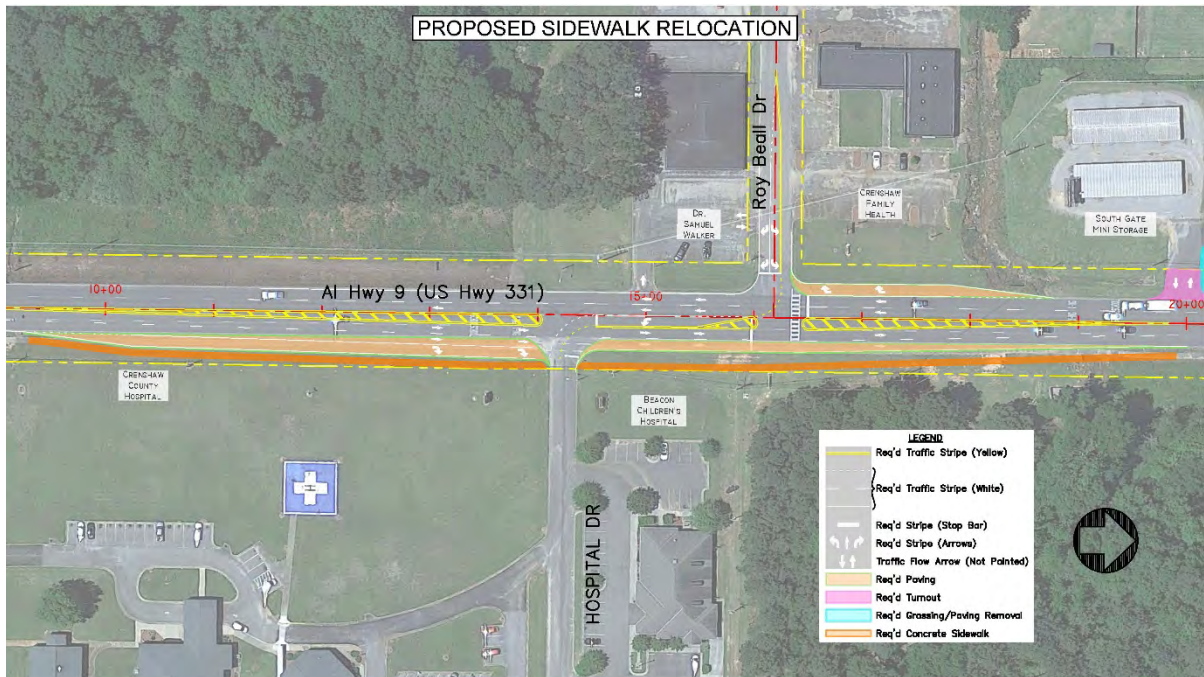 PROPOSED SIDEWALK RELOCATION
Roy Beall Dr
DR.
SAMUEL
WALKER
CRENSHAW
FAMILY
HEALTH
SOUTH GATE
MINI STORAGE
10+00
Al Hwy 9 (US Hwy 331)
15+00
20+00
CRENSHAW
COUNTY
HOSPITAL
BEACON
CHILDREN'S
HOSPITAL
HOSPITAL DR
H
LEGEND
Req'd Traffic Stripe (Yellow)
Req'd Traffic Stripe (White)
Req'd Stripe (Stop Bar)
Req'd Stripe (Arrows)
Traffic Flow Arrow (Not Painted)
Req'd Paving
Req'd Turnout
Req'd Grassing/Paving Removal
Req'd Concrete Sidewalk